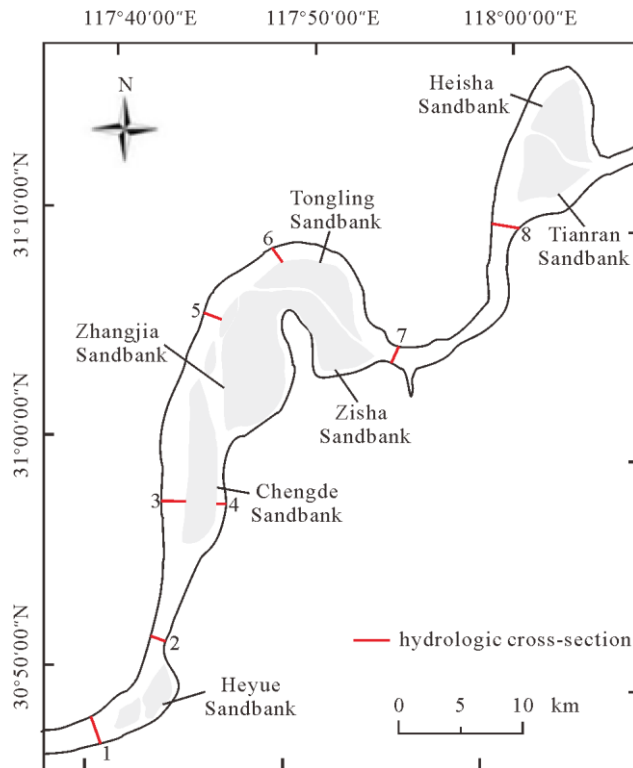 117°40′00″E
117°50′00″E
118°00′00″E
N
Heisha
Sandbank
31°10′00″N
Tongling
Sandbank
6
8
Tianran
Sandbank
5
Zhangjia
Sandbank
7
Zisha
Sandbank
31°00′00″N
3
4
Chengde
Sandbank
2
hydrologic cross-section
30°50′00″N
Heyue
Sandbank
0 5 10 km
1